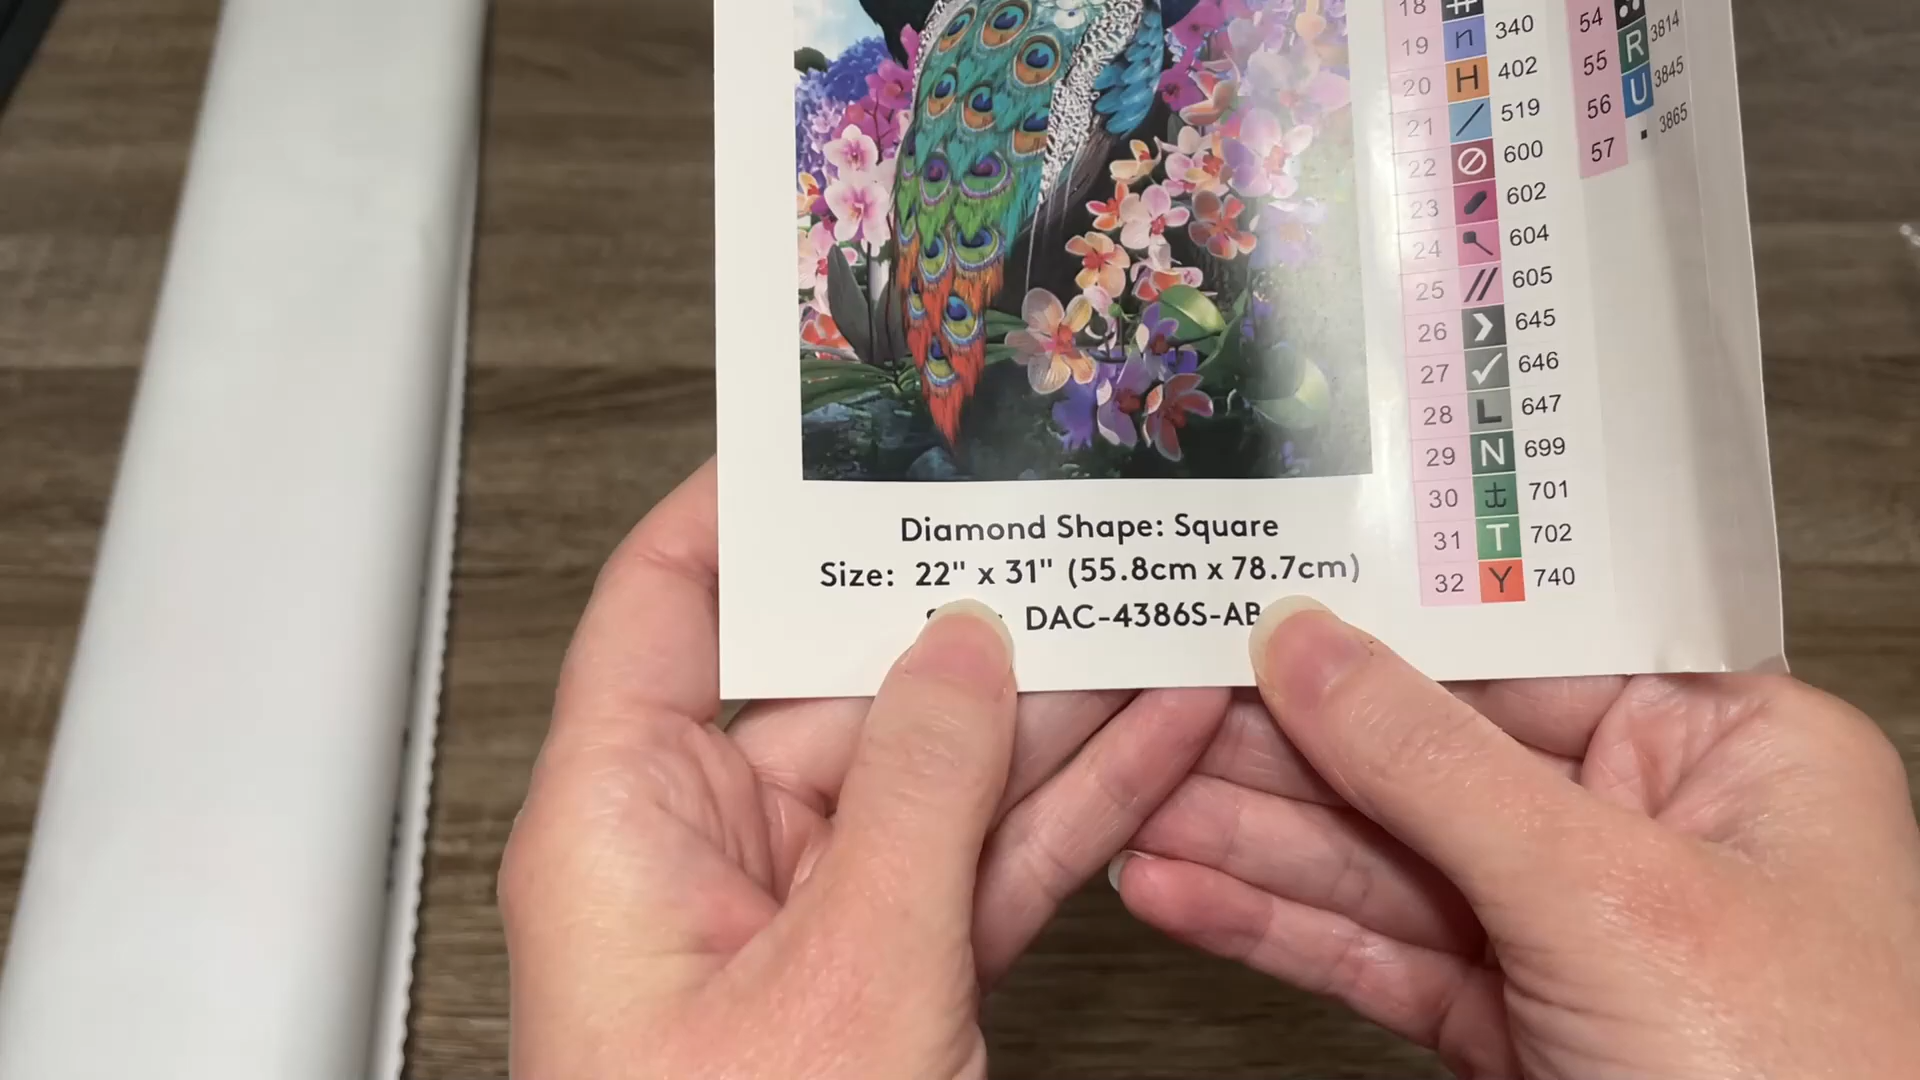 Diamond Shape: Square
Size: 22" x 31" (55.8cm x 78.7cm)
DAC-4386S-AB
18
19 n 340
20 H 402
21 / 519
22 600
23 602
24 604
25 // 605
26 645
27 ✓ 646
28 L 647
29 N 699
30 701
31 T 702
32 Y 740
54
55 R 3814
56 U 3845
57 ▪ 3865